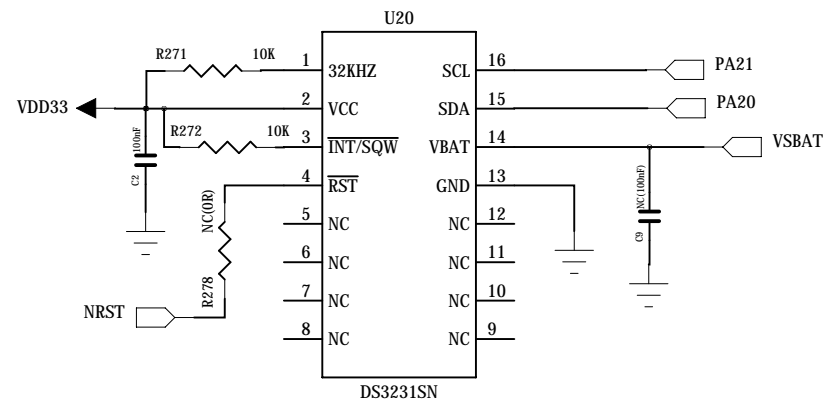 U20
R271 10K 1 32KHZ SCL 16 PA21
VDD33 2 VCC SDA 15 PA20
100nF R272 10K 3 INT/SQW VBAT 14 VSBAT
C2 4 RST GND 13
NC(0R) 5 NC NC 12 NC(100nF)
6 NC NC 11 C9
R278 7 NC NC 10
NRST
8 NC NC 9
DS3231SN